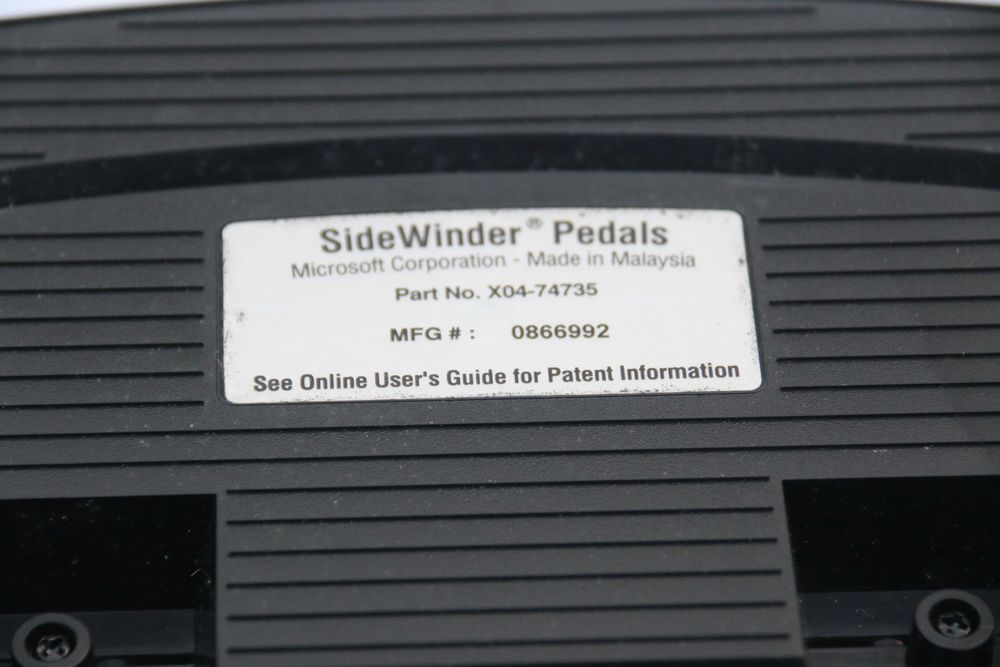 SideWinder® Pedals
Microsoft Corporation - Made in Malaysia
Part No. X04-74735
MFG # : 0866992
See Online User's Guide for Patent Information